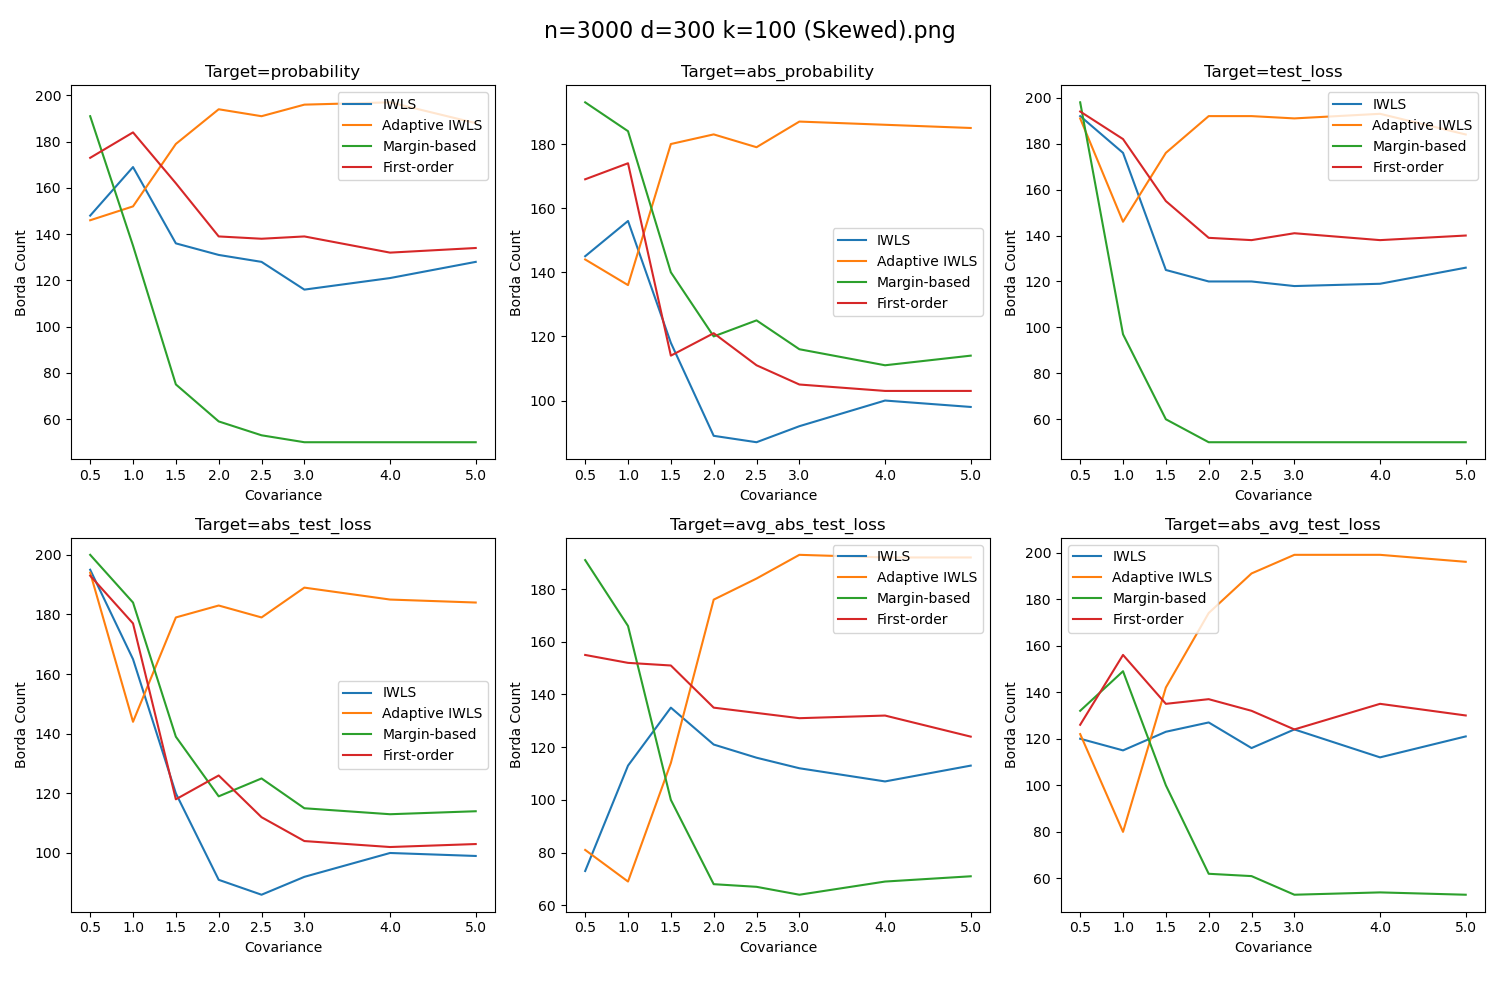 n=3000 d=300 k=100 (Skewed).png
Target=probability
200
180
160
140
120
100
80
60
Borda Count
0.5 1.0 1.5 2.0 2.5 3.0 4.0 5.0
Covariance
IWLS
Adaptive IWLS
Margin-based
First-order
Target=abs_probability
180
160
140
120
100
Borda Count
0.5 1.0 1.5 2.0 2.5 3.0 4.0 5.0
Covariance
IWLS
Adaptive IWLS
Margin-based
First-order
Target=test_loss
200
180
160
140
120
100
80
60
Borda Count
0.5 1.0 1.5 2.0 2.5 3.0 4.0 5.0
Covariance
IWLS
Adaptive IWLS
Margin-based
First-order
Target=abs_test_loss
200
180
160
140
120
100
Borda Count
0.5 1.0 1.5 2.0 2.5 3.0 4.0 5.0
Covariance
IWLS
Adaptive IWLS
Margin-based
First-order
Target=avg_abs_test_loss
180
160
140
120
100
80
60
Borda Count
0.5 1.0 1.5 2.0 2.5 3.0 4.0 5.0
Covariance
IWLS
Adaptive IWLS
Margin-based
First-order
Target=abs_avg_test_loss
200
180
160
140
120
100
80
60
Borda Count
0.5 1.0 1.5 2.0 2.5 3.0 4.0 5.0
Covariance
IWLS
Adaptive IWLS
Margin-based
First-order